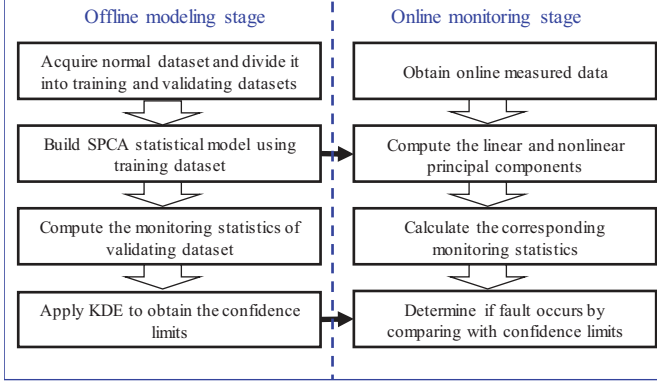 Offline modeling stage
Acquire normal dataset and divide it
into training and validating datasets
Build SPCA statistical model using
training dataset
Compute the monitoring statistics of
validating dataset
Apply KDE to obtain the confidence
limits
Online monitoring stage
Obtain online measured data
Compute the linear and nonlinear
principal components
Calculate the corresponding
monitoring statistics
Determine if fault occurs by
comparing with confidence limits